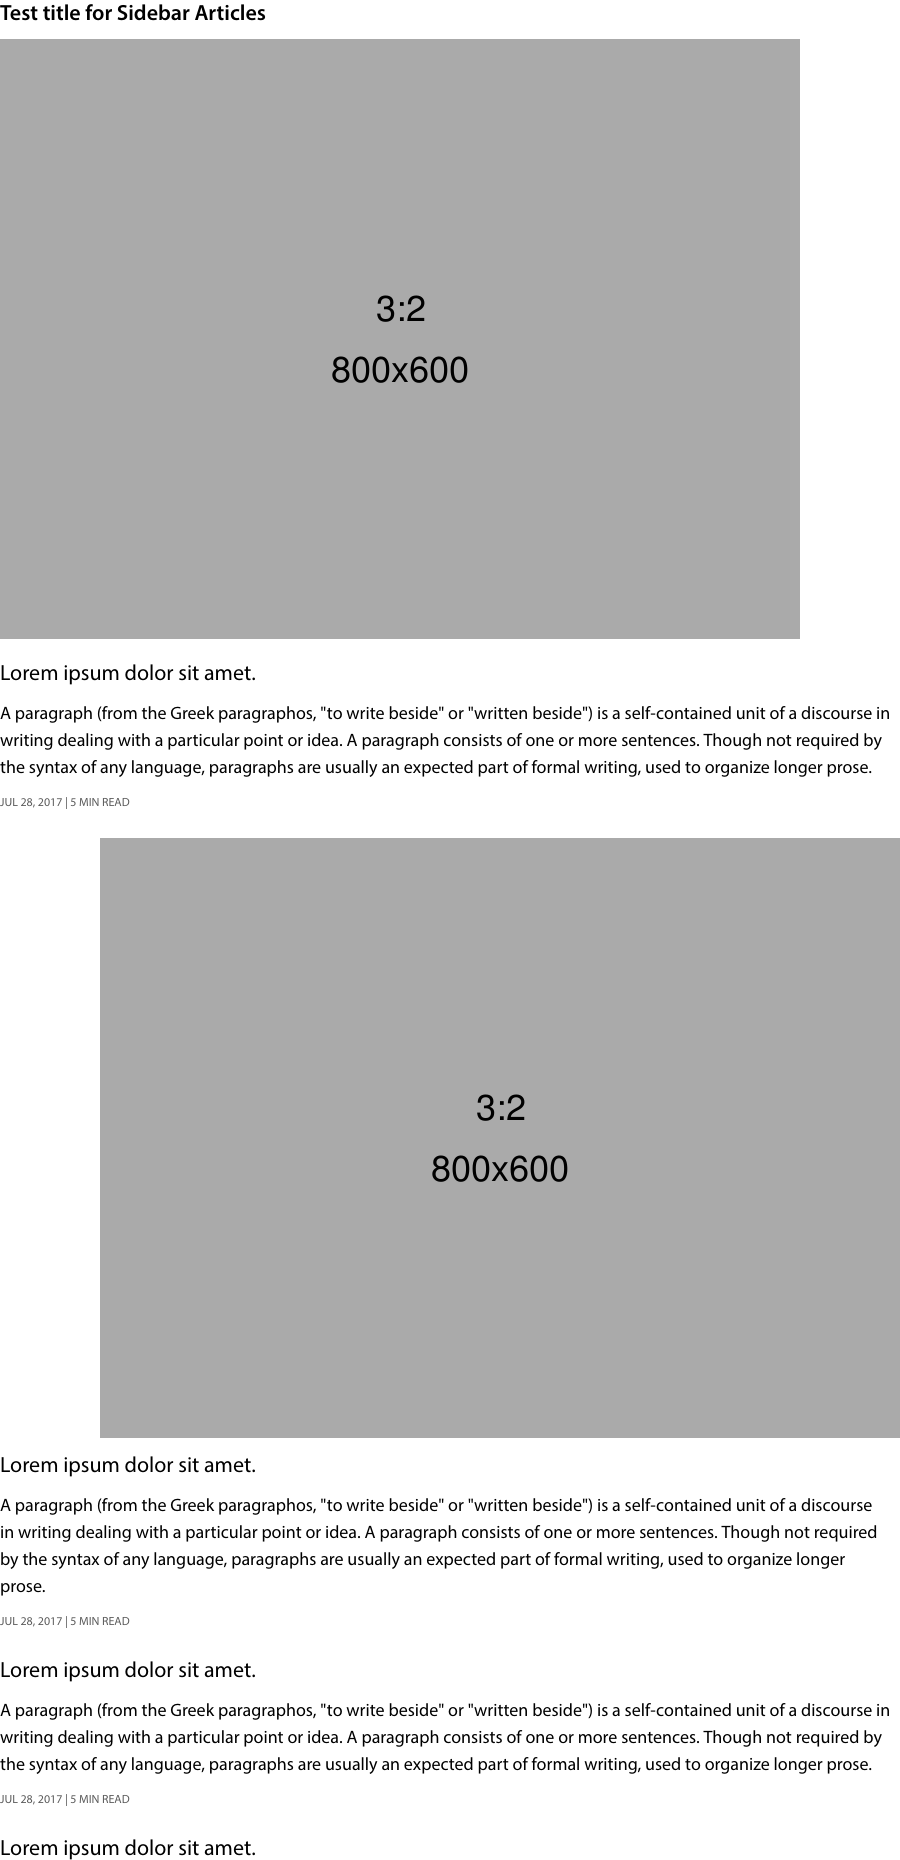 Test title for Sidebar Articles
3:2
800x600
Lorem ipsum dolor sit amet.
A paragraph (from the Greek paragraphos, "to write beside" or "written beside") is a self-contained unit of a discourse in
writing dealing with a particular point or idea. A paragraph consists of one or more sentences. Though not required by
the syntax of any language, paragraphs are usually an expected part of formal writing, used to organize longer prose.
JUL 28, 2017 | 5 MIN READ
3:2
800x600
Lorem ipsum dolor sit amet.
A paragraph (from the Greek paragraphos, "to write beside" or "written beside") is a self-contained unit of a discourse
in writing dealing with a particular point or idea. A paragraph consists of one or more sentences. Though not required
by the syntax of any language, paragraphs are usually an expected part of formal writing, used to organize longer
prose.
JUL 28, 2017 | 5 MIN READ
Lorem ipsum dolor sit amet.
A paragraph (from the Greek paragraphos, "to write beside" or "written beside") is a self-contained unit of a discourse in
writing dealing with a particular point or idea. A paragraph consists of one or more sentences. Though not required by
the syntax of any language, paragraphs are usually an expected part of formal writing, used to organize longer prose.
JUL 28, 2017 | 5 MIN READ
Lorem ipsum dolor sit amet.